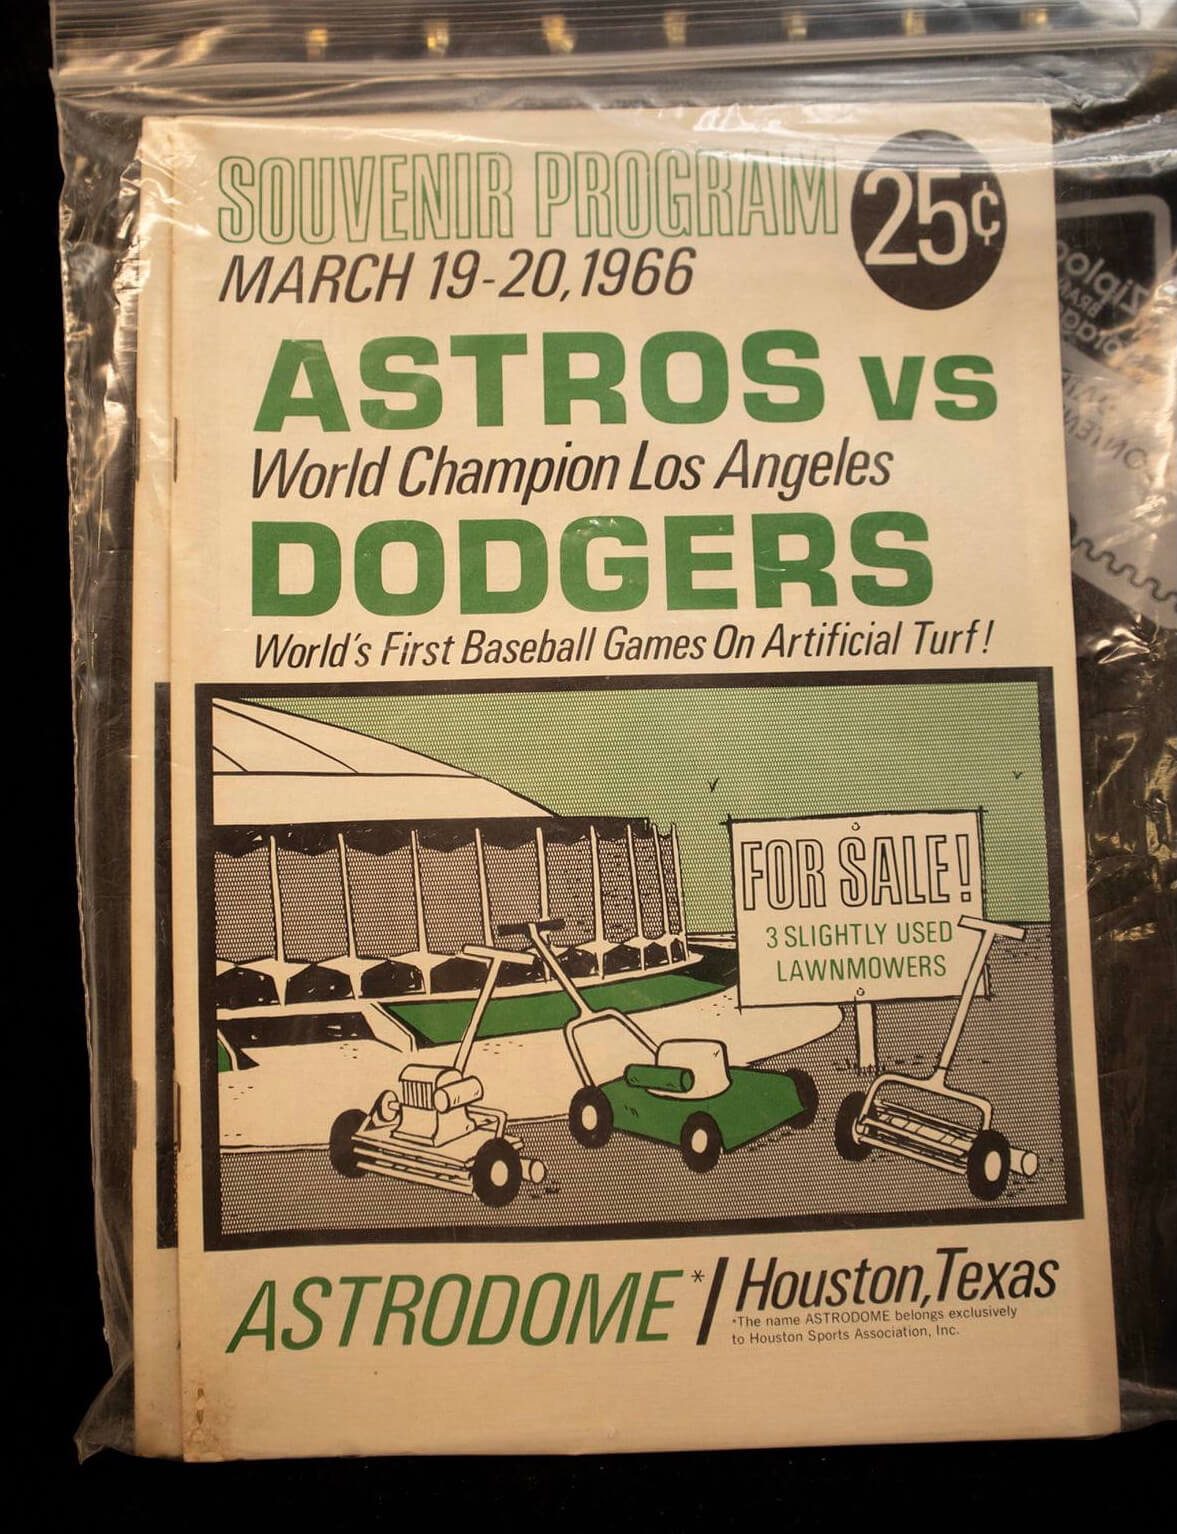 SOUVENIR PROGRAM
25¢
MARCH 19-20, 1966
ASTROS vs
World Champion Los Angeles
DODGERS
World's First Baseball Games On Artificial Turf!
FOR SALE!
3 SLIGHTLY USED
LAWNMOWERS
ASTRODOME* / Houston, Texas
*The name ASTRODOME belongs exclusively
to Houston Sports Association, Inc.
Ziploc
BRAND